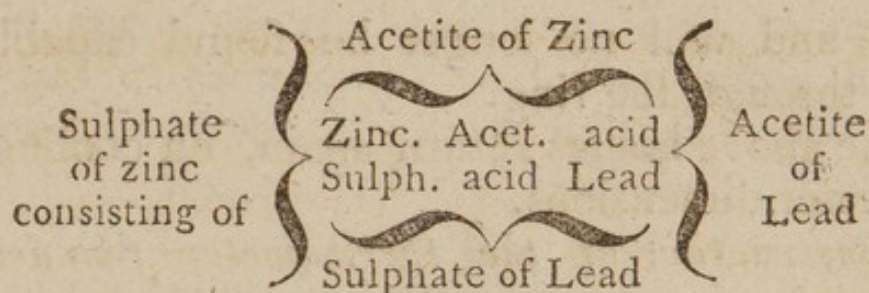 Acetite of Zinc
Sulphate
of zinc
consisting of
Zinc. Acet. acid
Sulph. acid Lead
Acetite
of
Lead
Sulphate of Lead